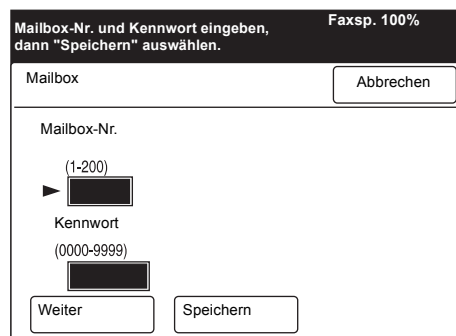 Mailbox-Nr. und Kennwort eingeben,
dann "Speichern" auswählen.
Faxsp. 100%
Mailbox
Abbrechen
Mailbox-Nr.
(1-200)
Kennwort
(0000-9999)
Weiter
Speichern